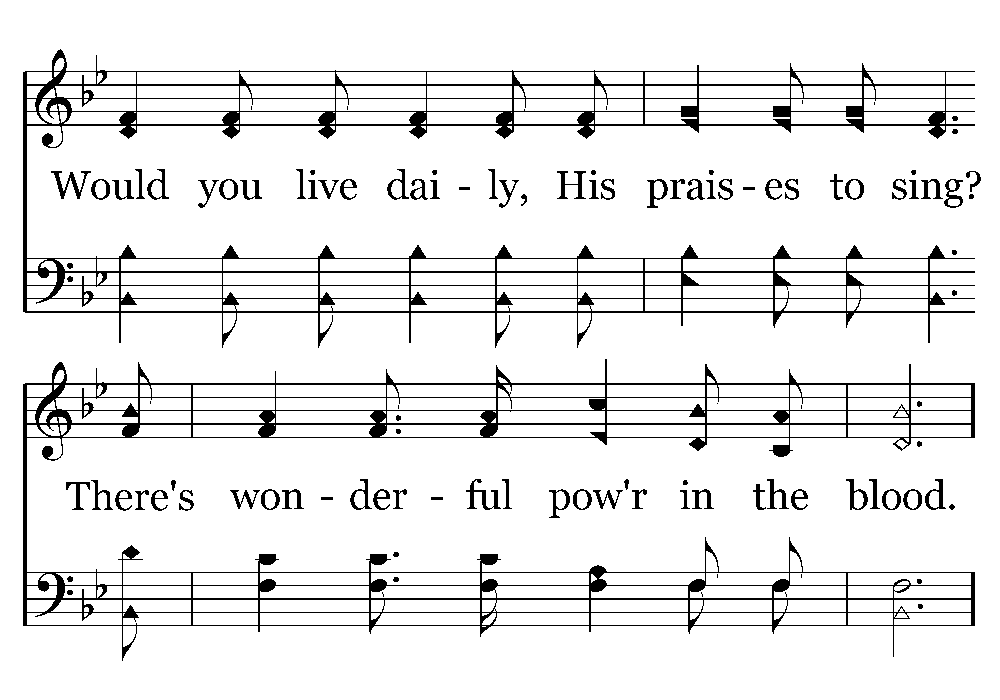 Would you live dai - ly, His prais - es to sing?
There's won - der - ful pow'r in the blood.